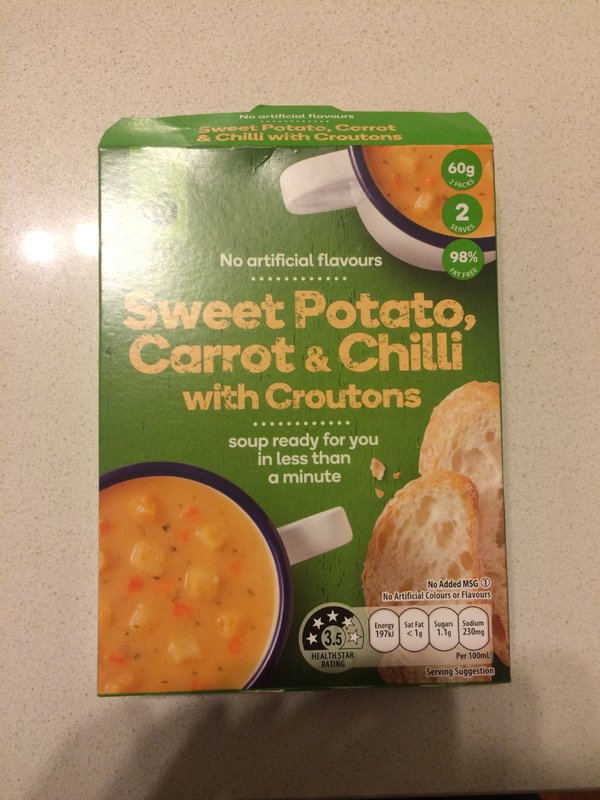 No artificial flavours
Sweet Potato, Carrot
& Chilli with Croutons
60g
2 PACKS
2
SERVES
98%
FAT FREE
No artificial flavours
Sweet Potato,
Carrot & Chilli
with Croutons
soup ready for you
in less than
a minute
No Added MSG 1
No Artificial Colours or Flavours
3.5
HEALTH STAR
RATING
Energy
197kJ
Sat Fat
< 1g
Sugars
1.1g
Sodium
230mg
Per 100mL
Serving Suggestion